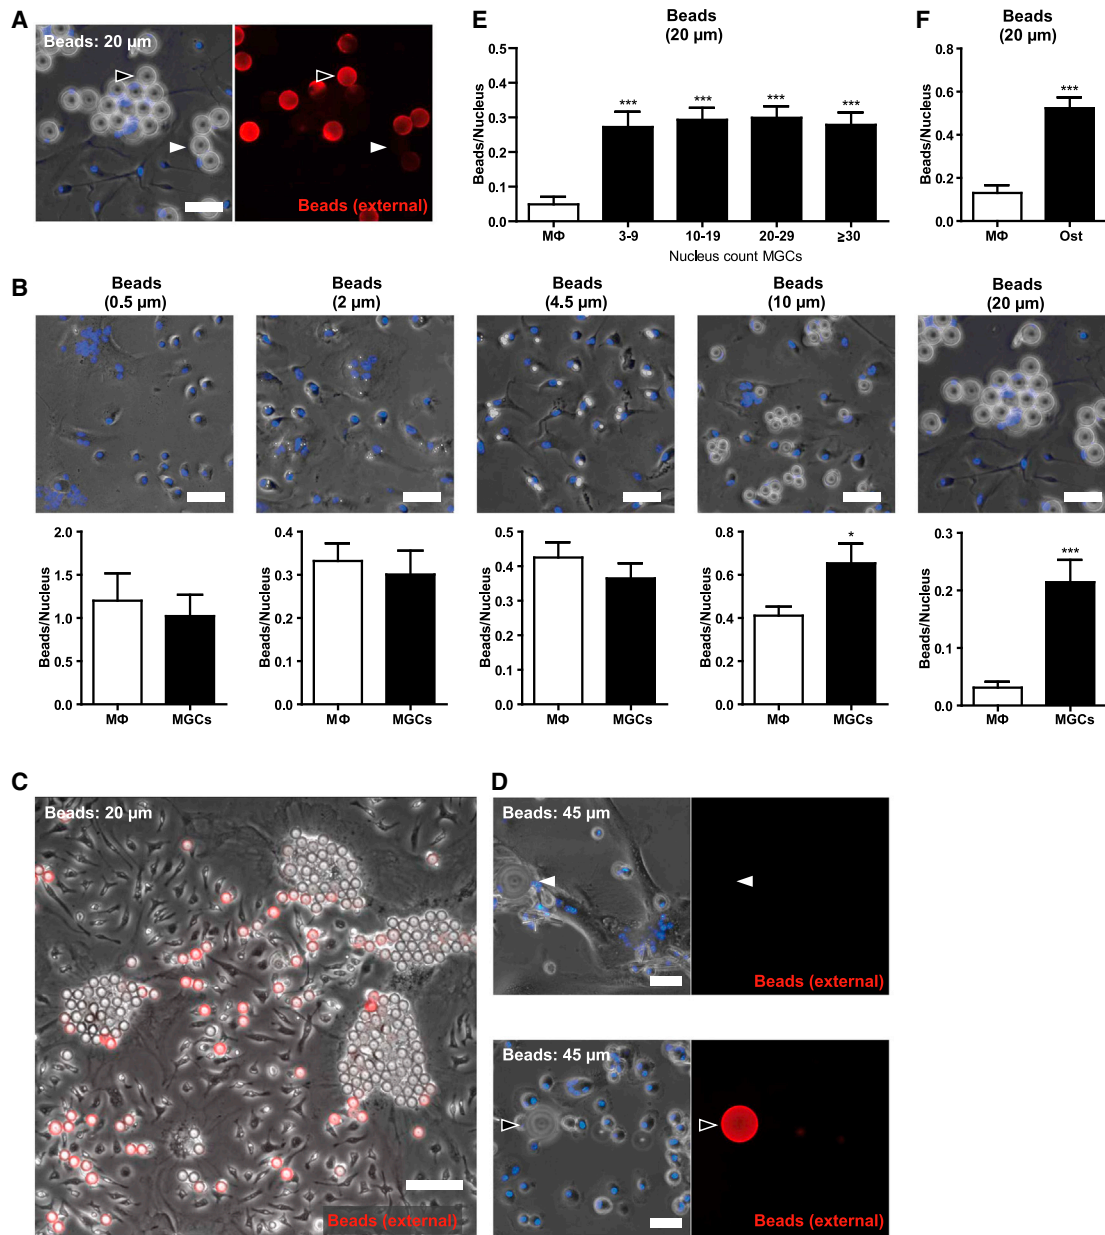 A
Beads: 20 µm
Beads (external)
E
Beads
(20 µm)
Beads/Nucleus
0.5
0.4
0.3
0.2
0.1
0.0
***
***
***
***
MΦ
3-9
10-19
20-29
≥30
Nucleus count MGCs
F
Beads
(20 µm)
Beads/Nucleus
0.8
0.6
0.4
0.2
0.0
***
MΦ
Ost
B
Beads
(0.5 µm)
Beads
(2 µm)
Beads
(4.5 µm)
Beads
(10 µm)
Beads
(20 µm)
Beads/Nucleus
2.0
1.5
1.0
0.5
0.0
MΦ
MGCs
Beads/Nucleus
0.4
0.3
0.2
0.1
0.0
MΦ
MGCs
Beads/Nucleus
0.5
0.4
0.3
0.2
0.1
0.0
MΦ
MGCs
Beads/Nucleus
0.8
0.6
0.4
0.2
0.0
*
MΦ
MGCs
Beads/Nucleus
0.3
0.2
0.1
0.0
***
MΦ
MGCs
C
Beads: 20 µm
Beads (external)
D
Beads: 45 µm
Beads (external)
Beads: 45 µm
Beads (external)